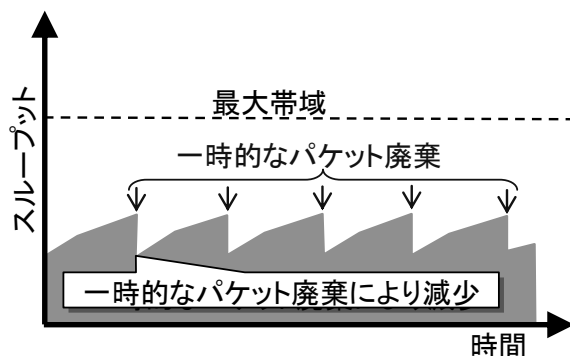 スループット
最大帯域
一時的なパケット廃棄
一時的なパケット廃棄により減少
時間